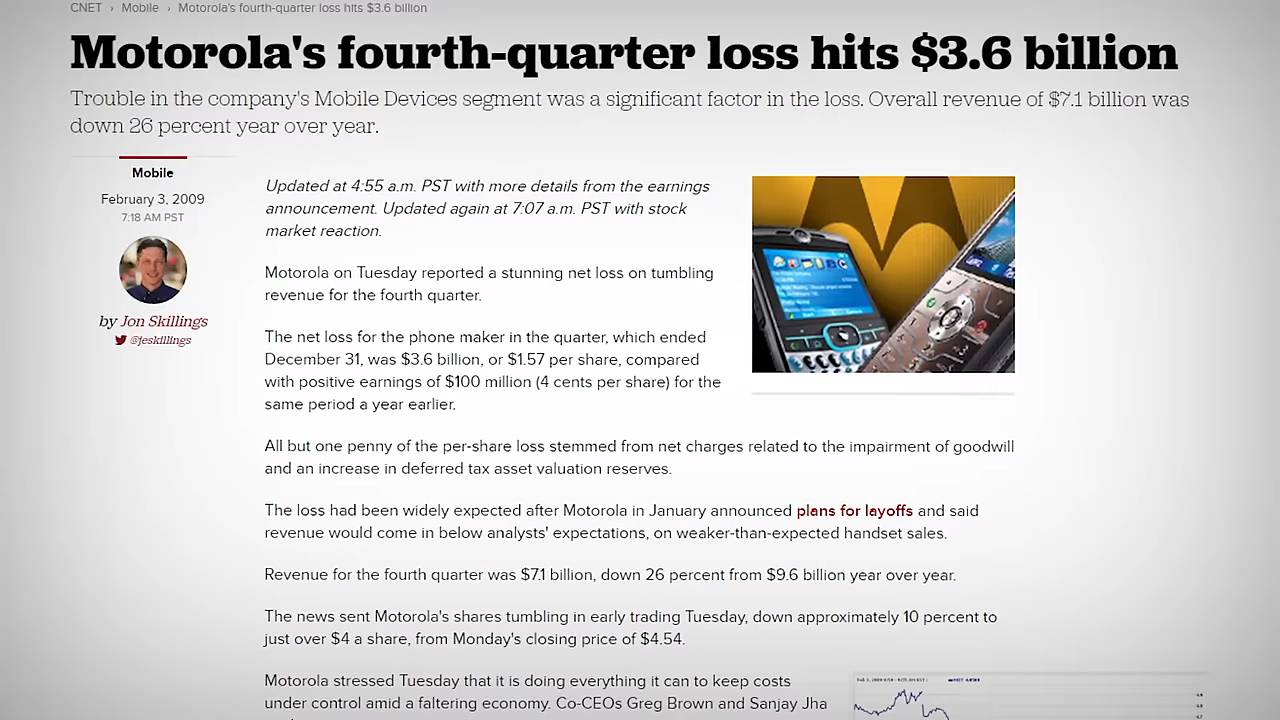 CNET › Mobile › Motorola's fourth-quarter loss hits $3.6 billion
Motorola's fourth-quarter loss hits $3.6 billion
Trouble in the company's Mobile Devices segment was a significant factor in the loss. Overall revenue of $7.1 billion was
down 26 percent year over year.
Mobile
February 3, 2009
7:18 AM PST
by Jon Skillings
@jeskillings
Updated at 4:55 a.m. PST with more details from the earnings
announcement. Updated again at 7:07 a.m. PST with stock
market reaction.
Motorola on Tuesday reported a stunning net loss on tumbling
revenue for the fourth quarter.
The net loss for the phone maker in the quarter, which ended
December 31, was $3.6 billion, or $1.57 per share, compared
with positive earnings of $100 million (4 cents per share) for the
same period a year earlier.
All but one penny of the per-share loss stemmed from net charges related to the impairment of goodwill
and an increase in deferred tax asset valuation reserves.
The loss had been widely expected after Motorola in January announced plans for layoffs and said
revenue would come in below analysts' expectations, on weaker-than-expected handset sales.
Revenue for the fourth quarter was $7.1 billion, down 26 percent from $9.6 billion year over year.
The news sent Motorola's shares tumbling in early trading Tuesday, down approximately 10 percent to
just over $4 a share, from Monday's closing price of $4.54.
Motorola stressed Tuesday that it is doing everything it can to keep costs
under control amid a faltering economy. Co-CEOs Greg Brown and Sanjay Jha